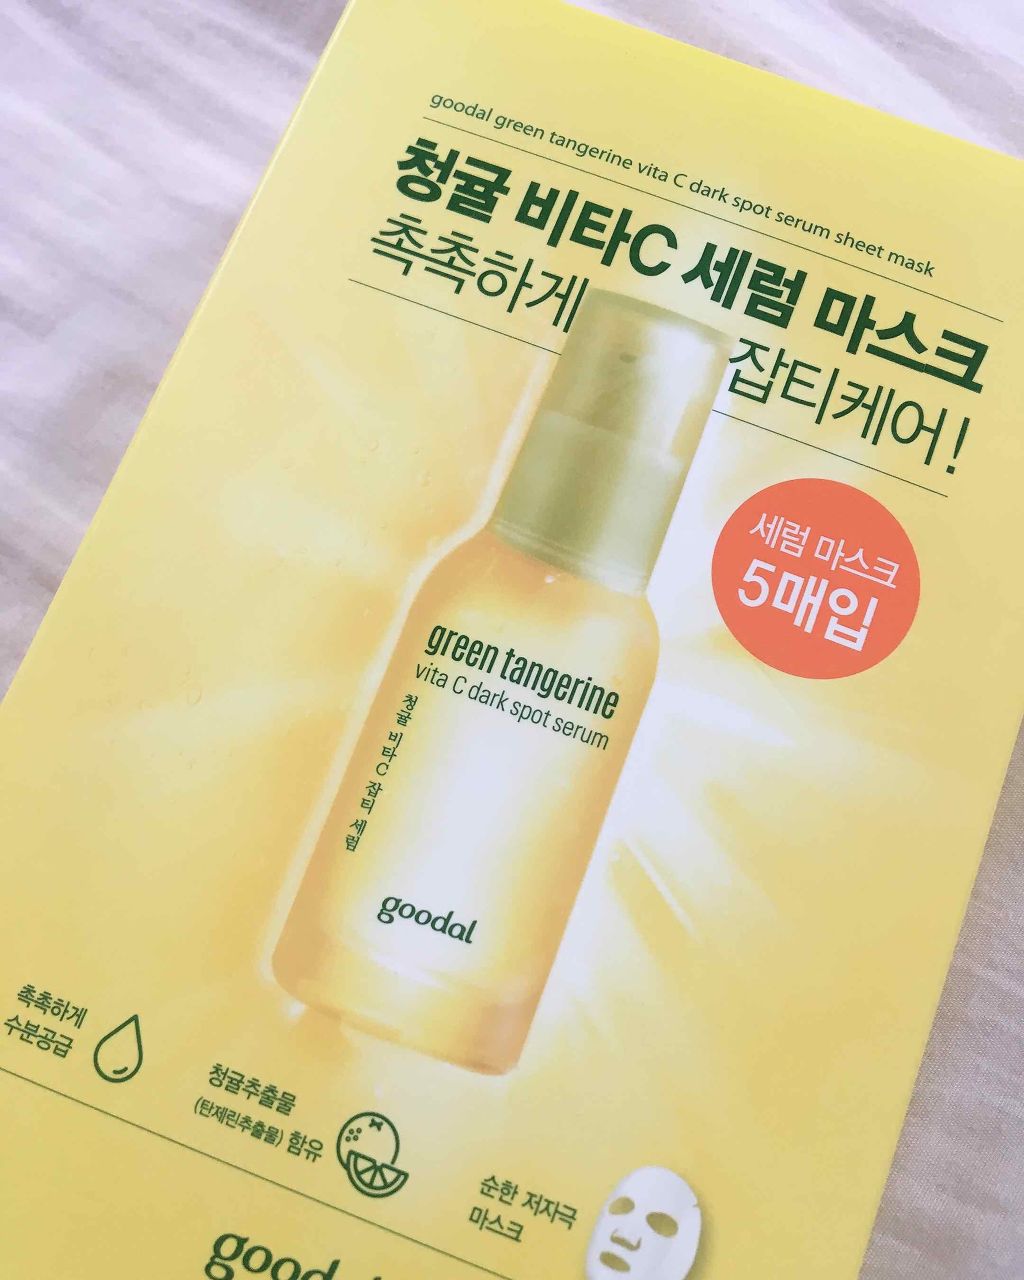 goodal green tangerine vita C dark spot serum sheet mask
청귤 비타C 세럼 마스크
촉촉하게 잡티케어!
세럼 마스크
5매입
green tangerine
vita C dark spot serum
청귤 비타C 잡티 세럼
goodal
촉촉하게
수분공급
청귤추출물
(탄제린추출물) 함유
순한 저자극
마스크
goodal